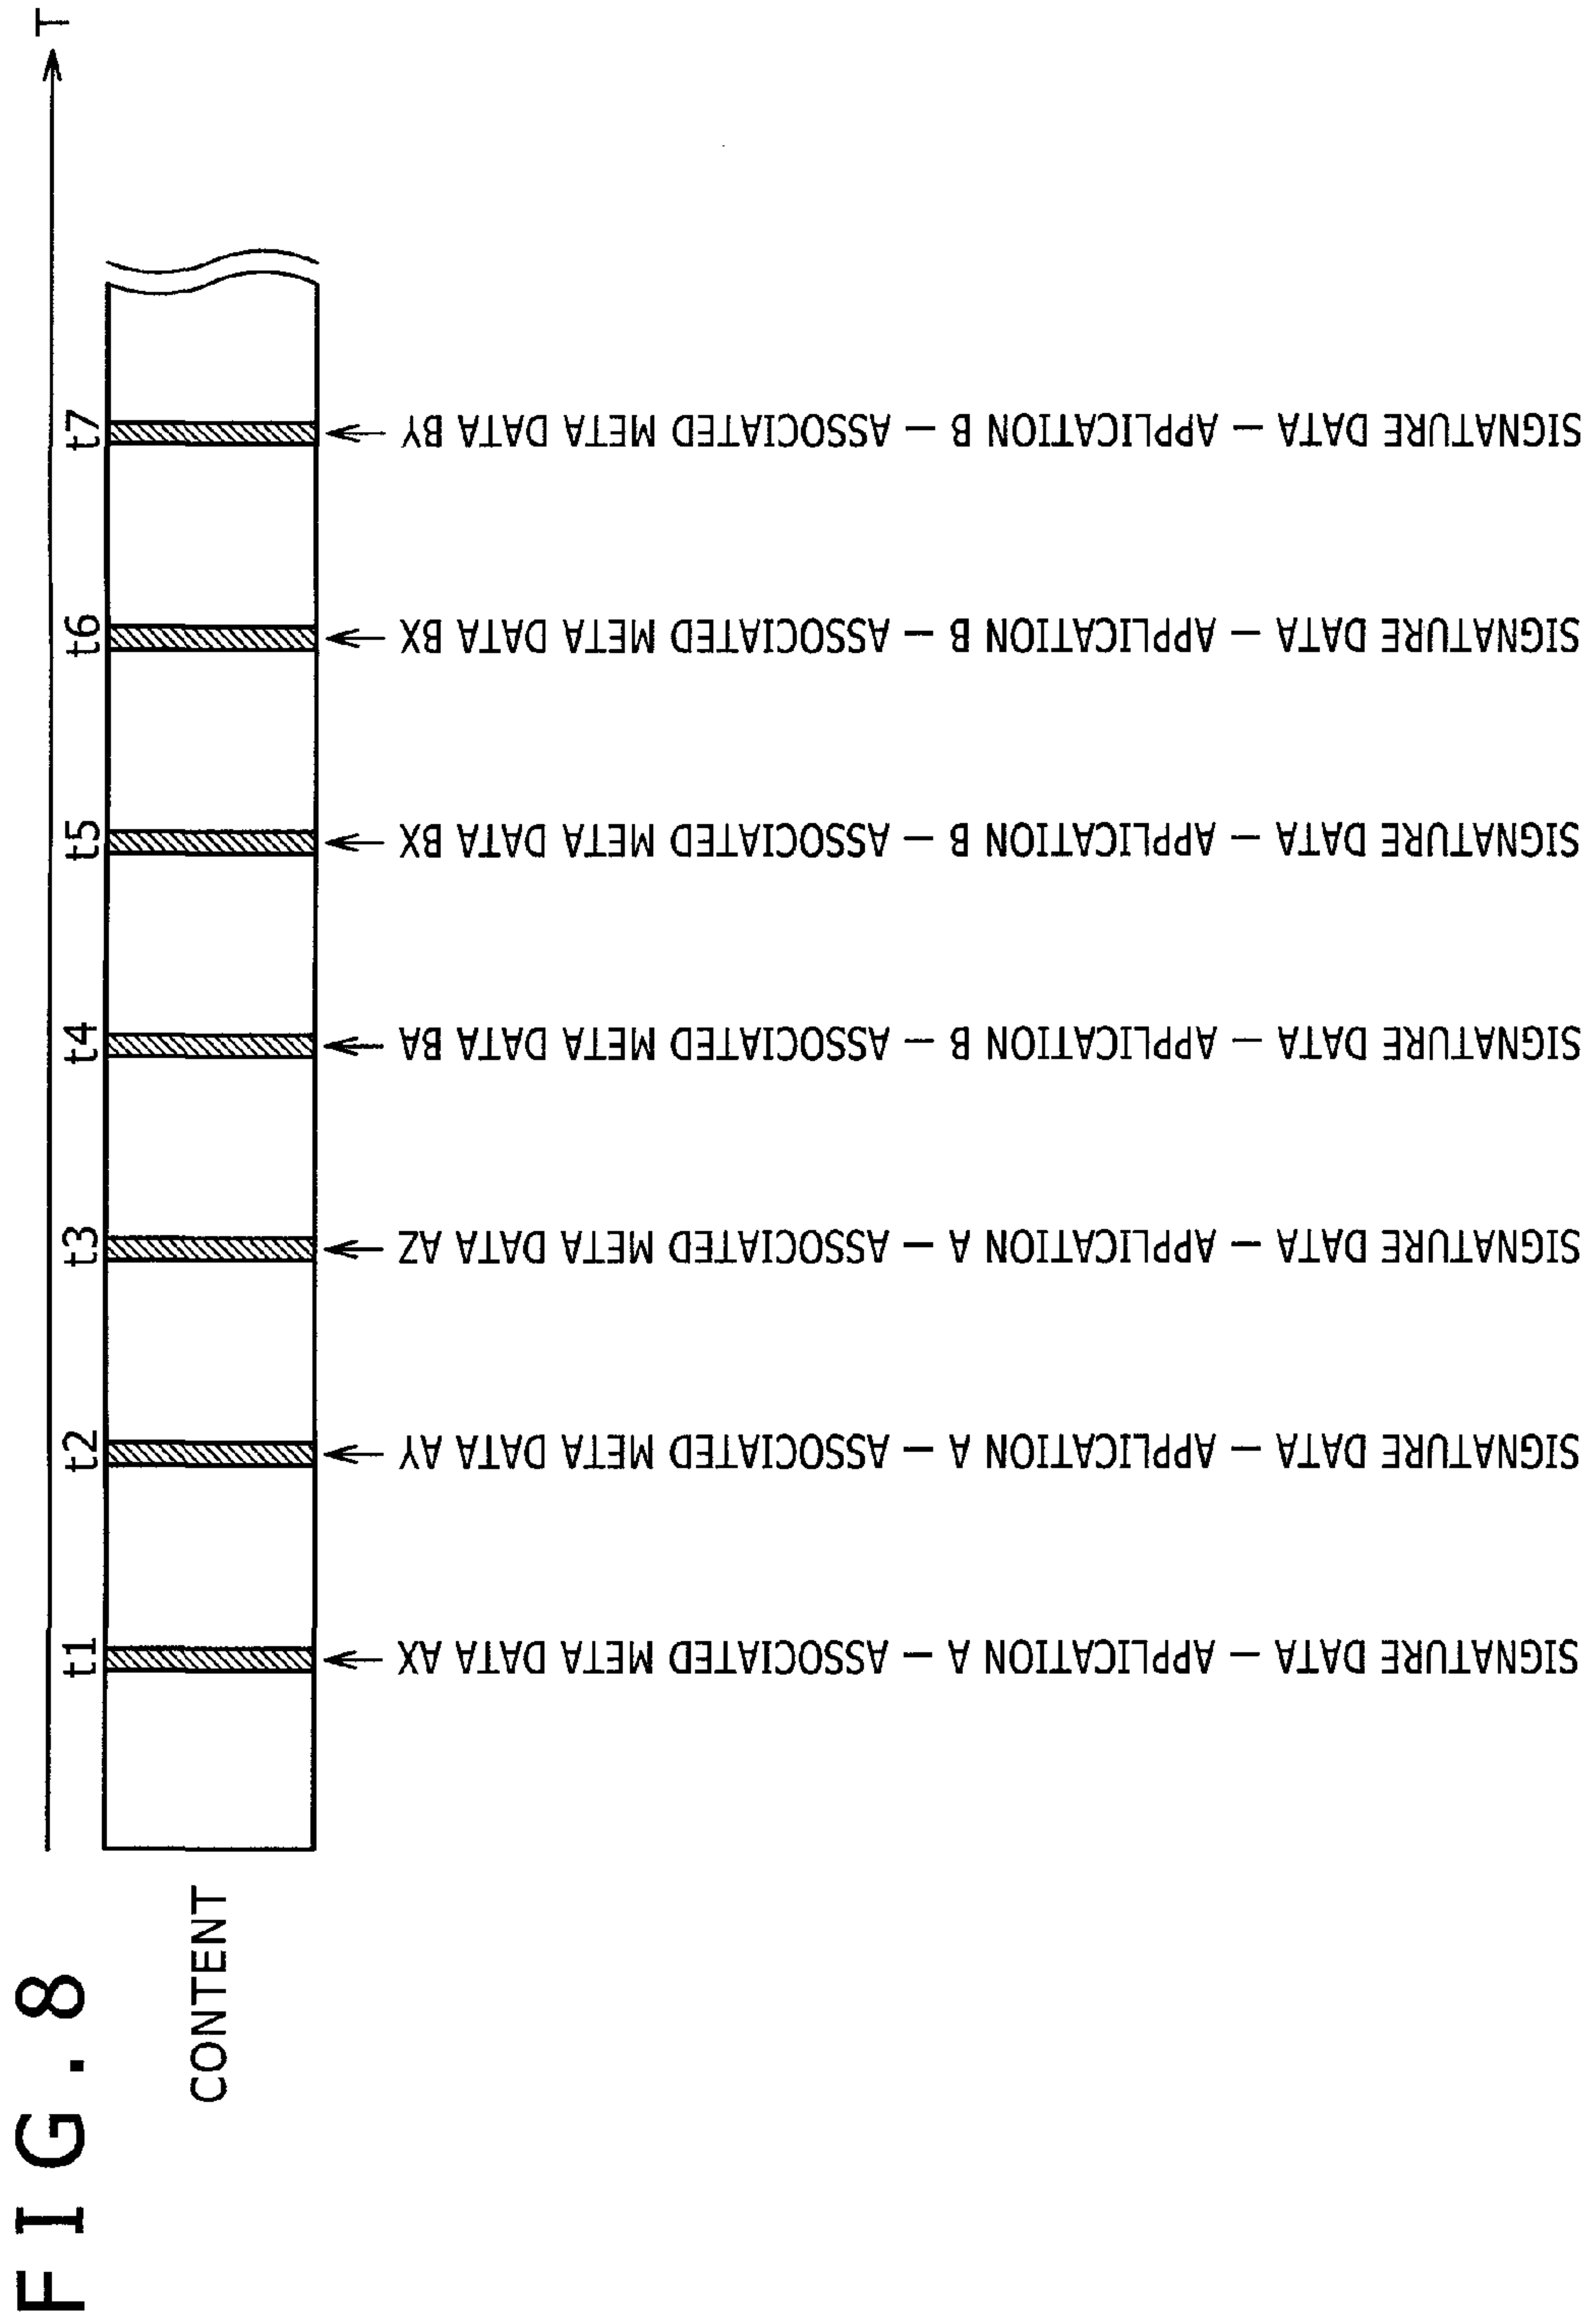 FIG.8
T
t1
t2
t3
t4
t5
t6
t7
CONTENT
SIGNATURE DATA — APPLICATION A — ASSOCIATED META DATA AX
SIGNATURE DATA — APPLICATION A — ASSOCIATED META DATA AY
SIGNATURE DATA — APPLICATION A — ASSOCIATED META DATA AZ
SIGNATURE DATA — APPLICATION B — ASSOCIATED META DATA BA
SIGNATURE DATA — APPLICATION B — ASSOCIATED META DATA BX
SIGNATURE DATA — APPLICATION B — ASSOCIATED META DATA BX
SIGNATURE DATA — APPLICATION B — ASSOCIATED META DATA BY